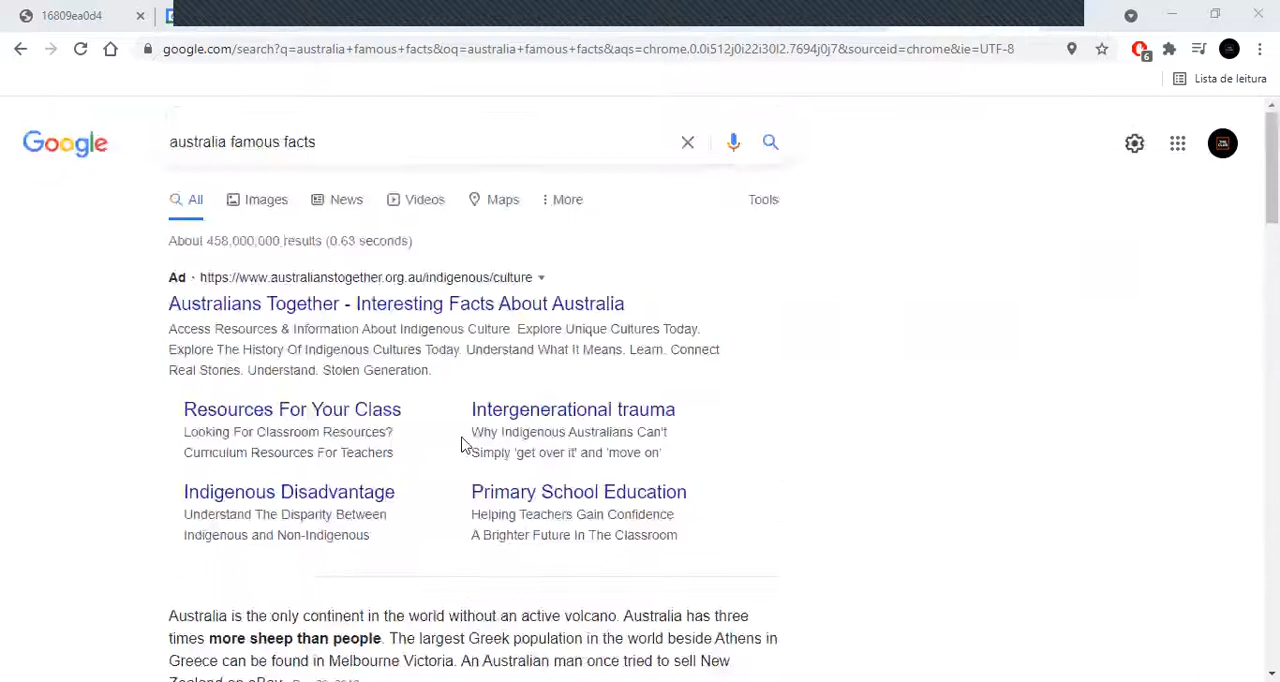 16809ea0d4
google.com/search?q=australia+famous+facts&oq=australia+famous+facts&aqs=chrome.0.0i512j0i22i30l2.7694j0j7&sourceid=chrome&ie=UTF-8
6
Lista de leitura
Google
australia famous facts
All Images News Videos Maps More Tools
About 458,000,000 results (0.63 seconds)
Ad · https://www.australianstogether.org.au/indigenous/culture
Australians Together - Interesting Facts About Australia
Access Resources & Information About Indigenous Culture. Explore Unique Cultures Today.
Explore The History Of Indigenous Cultures Today. Understand What It Means. Learn. Connect
Real Stories. Understand. Stolen Generation.
Resources For Your Class
Looking For Classroom Resources?
Curriculum Resources For Teachers
Intergenerational trauma
Why Indigenous Australians Can't
Simply 'get over it' and 'move on'
Indigenous Disadvantage
Understand The Disparity Between
Indigenous and Non-Indigenous
Primary School Education
Helping Teachers Gain Confidence
A Brighter Future In The Classroom
Australia is the only continent in the world without an active volcano. Australia has three
times more sheep than people. The largest Greek population in the world beside Athens in
Greece can be found in Melbourne Victoria. An Australian man once tried to sell New
Zealand on eBay.